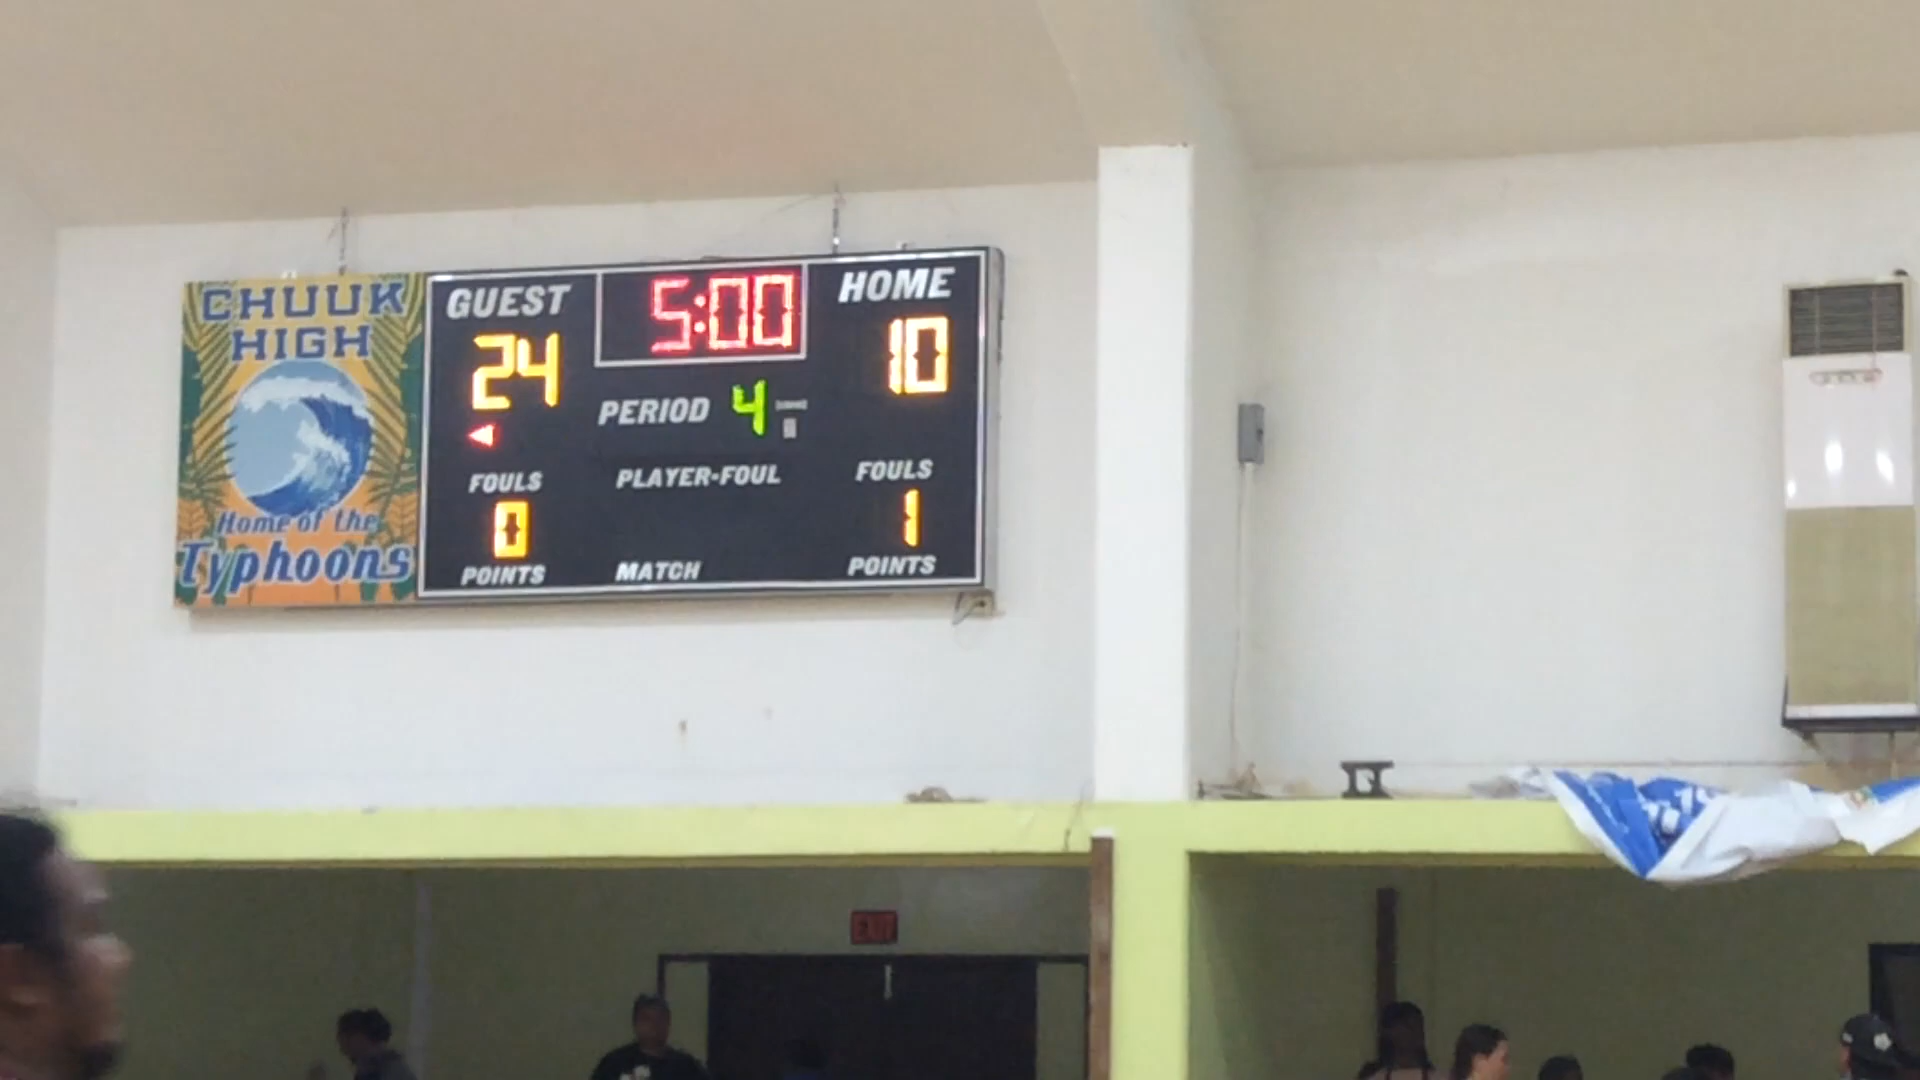 CHUUK
HIGH
Home of the
Typhoons
GUEST 5:00 HOME
24 10
PERIOD 4
FOULS PLAYER-FOUL FOULS
0 1
POINTS MATCH POINTS
EXIT